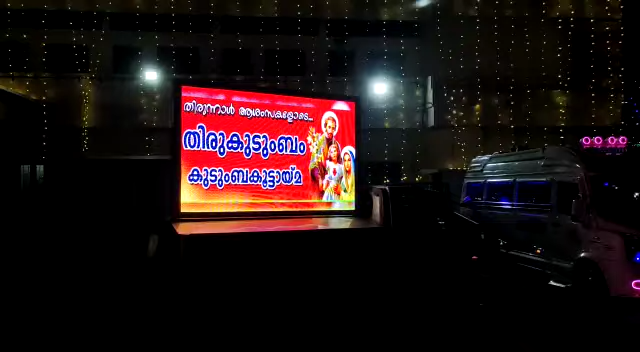 തിരുന്നാൾ ആശംസകളോടെ...
തിരുകുടുംബം
കുടുംബകൂട്ടായ്മ